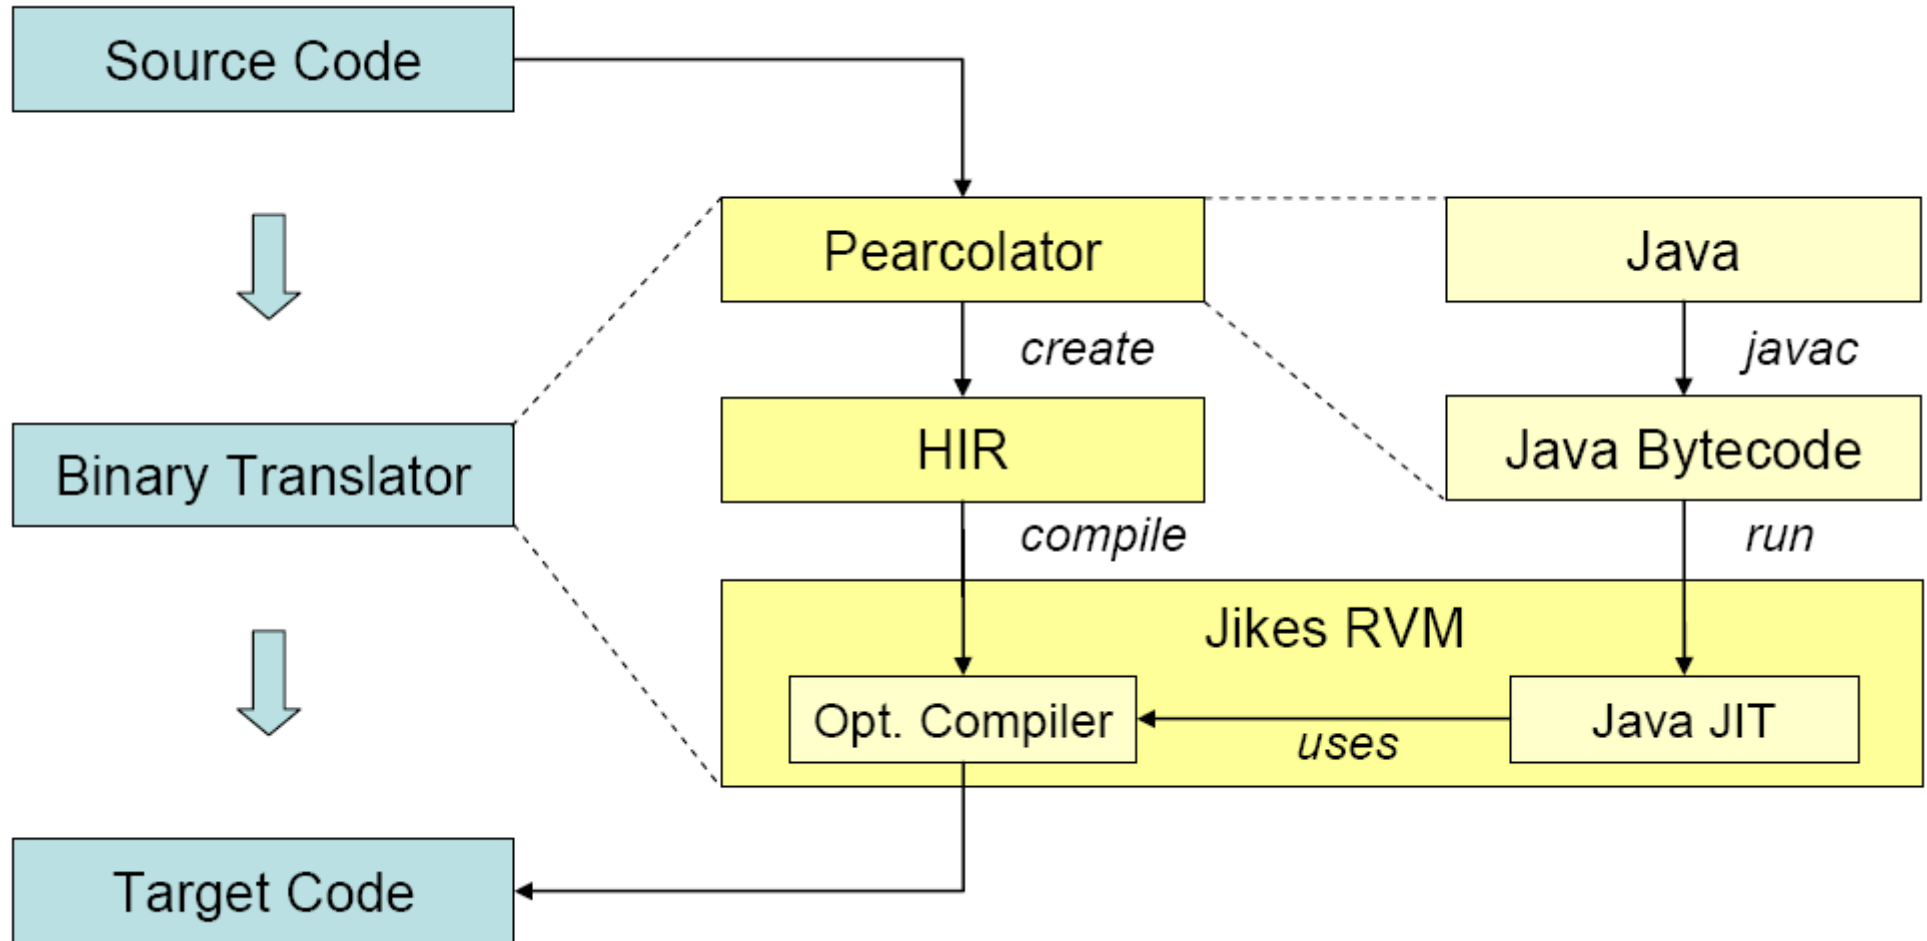 Source Code
Pearcolator
Java
create
javac
HIR
Java Bytecode
Binary Translator
compile
run
Jikes RVM
Opt. Compiler
uses
Java JIT
Target Code